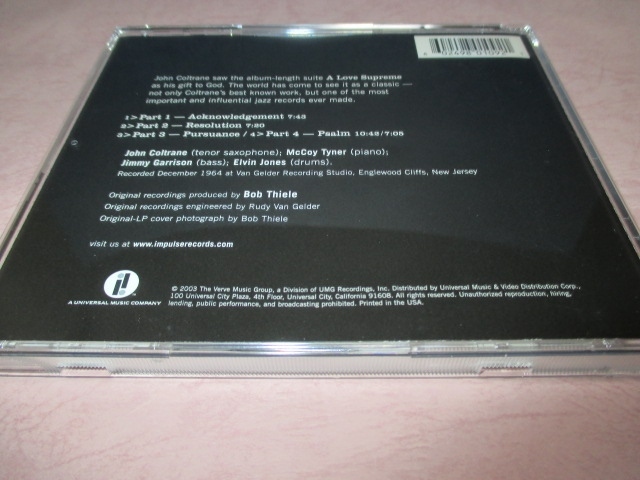 John Coltrane saw the album-length suite A Love Supreme
as his gift to God. The world has come to see it as a classic —
not only Coltrane's best known work, but one of the most
important and influential jazz records ever made.
1> Part 1 — Acknowledgement 7:43
2> Part 2 — Resolution 7:20
3> Part 3 — Pursuance / 4> Part 4 — Psalm 10:42/7:05
John Coltrane (tenor saxophone); McCoy Tyner (piano);
Jimmy Garrison (bass); Elvin Jones (drums).
Recorded December 1964 at Van Gelder Recording Studio, Englewood Cliffs, New Jersey
Original recordings produced by Bob Thiele
Original recordings engineered by Rudy Van Gelder
Original-LP cover photograph by Bob Thiele
visit us at www.impulserecords.com
A UNIVERSAL MUSIC COMPANY
© 2003 The Verve Music Group, a Division of UMG Recordings, Inc. Distributed by Universal Music & Video Distribution Corp.,
100 Universal City Plaza, 4th Floor, Universal City, California 91608. All rights reserved. Unauthorized reproduction, hiring,
lending, public performance, and broadcasting prohibited. Printed in the USA.